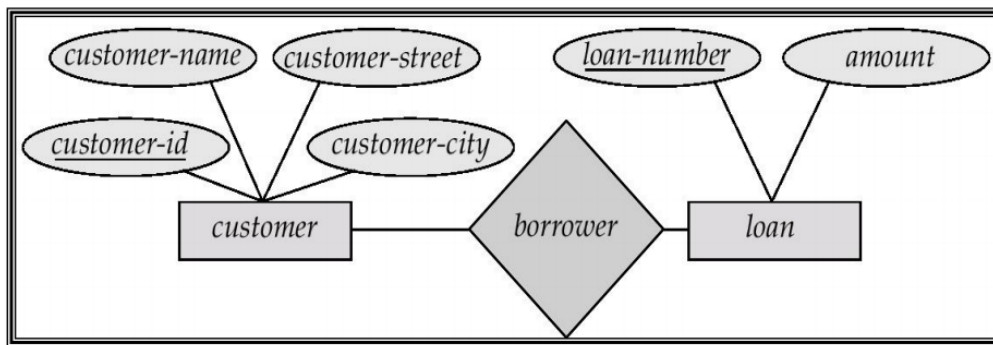 customer-name customer-street loan-number amount
customer-id customer-city
customer borrower loan